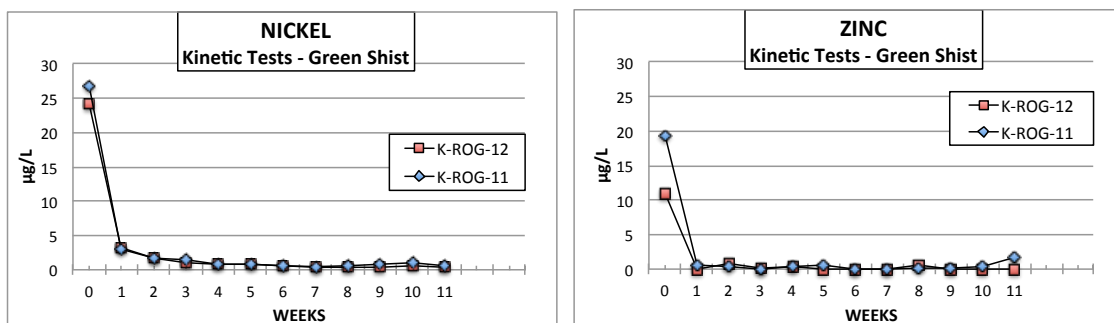 NICKEL
Kinetic Tests - Green Shist
30
25
20
15
10
5
0
µg/L
K-ROG-12
K-ROG-11
0 1 2 3 4 5 6 7 8 9 10 11
WEEKS
ZINC
Kinetic Tests - Green Shist
30
25
20
15
10
5
0
µg/L
K-ROG-12
K-ROG-11
0 1 2 3 4 5 6 7 8 9 10 11
WEEKS